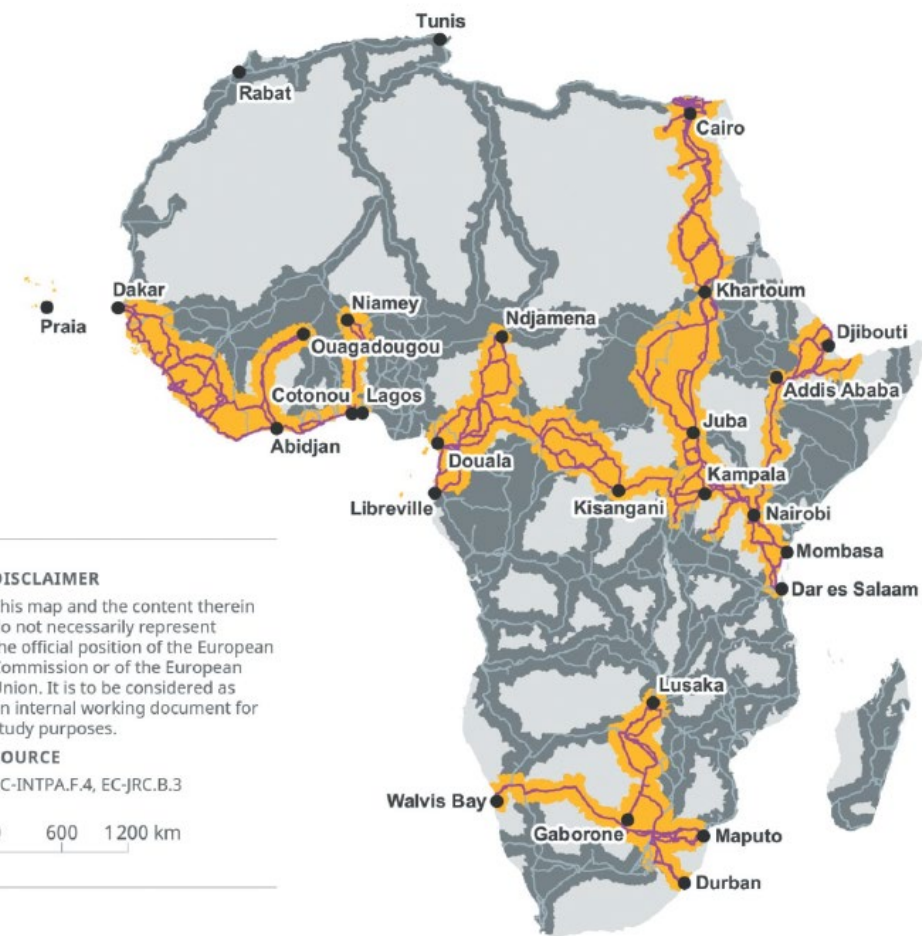 Tunis
Rabat
Cairo
Dakar
Praia
Niamey
Ouagadougou
Ndjamena
Khartoum
Djibouti
Addis Ababa
Cotonou
Lagos
Abidjan
Juba
Douala
Kampala
Libreville
Kisangani
Nairobi
Mombasa
Dar es Salaam
Lusaka
Walvis Bay
Gaborone
Maputo
Durban
DISCLAIMER
his map and the content therein
o not necessarily represent
he official position of the European
ommission or of the European
nion. It is to be considered as
n internal working document for
tudy purposes.
OURCE
C-INTPA.F.4, EC-JRC.B.3
0 600 1200 km